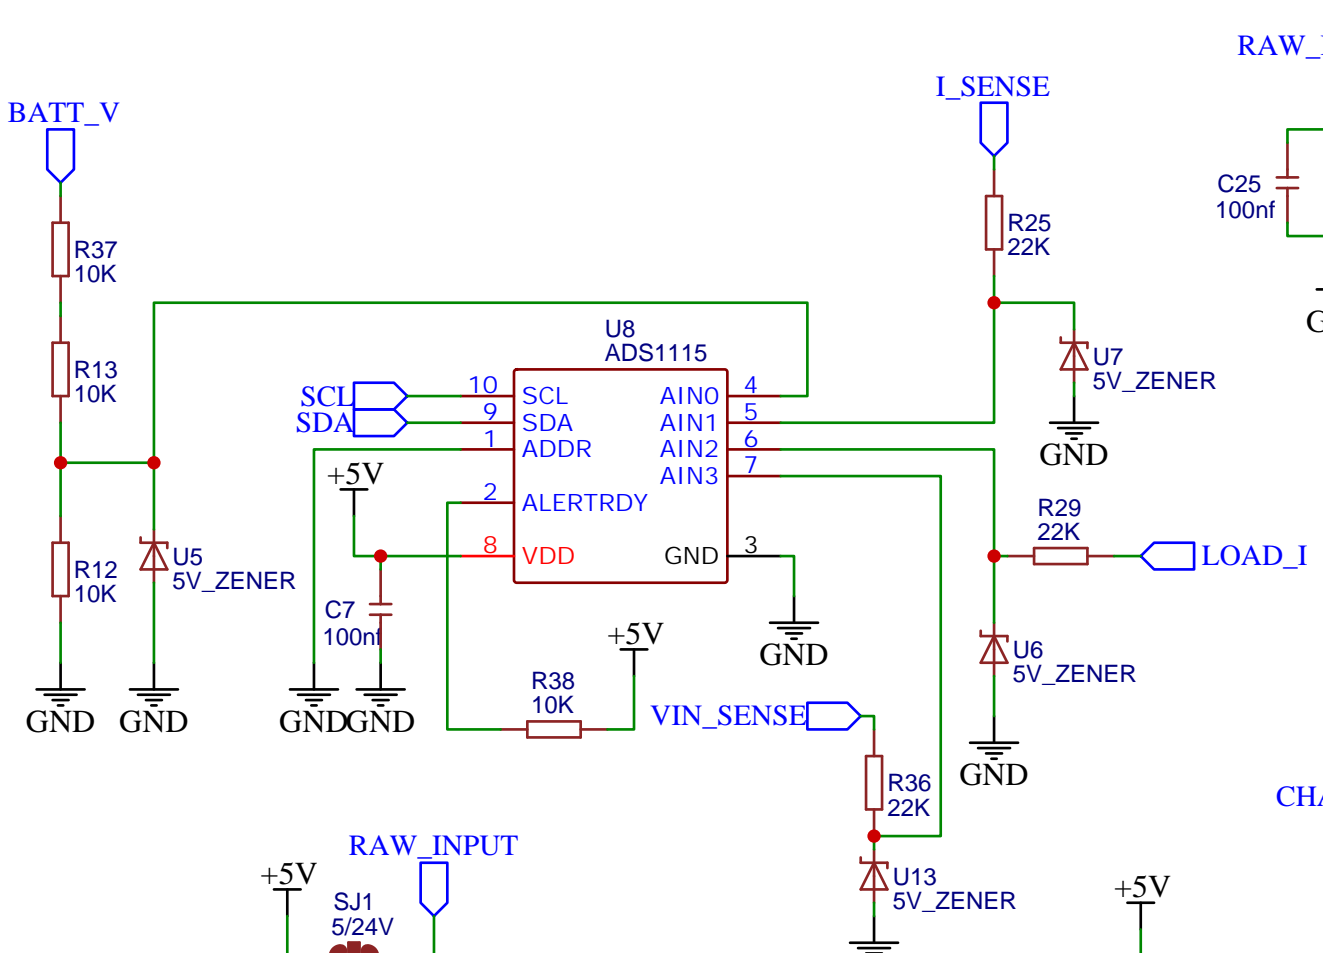 RAW_
I_SENSE
BATT_V
C25
100nf
R25
22K
R37
10K
U8
ADS1115
U7
5V_ZENER
R13
10K
SCL
10
SCL
AIN0
4
SDA
9
SDA
AIN1
5
1
ADDR
AIN2
6
GND
+5V
AIN3
7
2
ALERTRDY
R29
22K
8
VDD
GND
3
LOAD_I
U5
5V_ZENER
R12
10K
C7
100nf
+5V
GND
U6
5V_ZENER
R38
10K
GND
GND
GND
GND
VIN_SENSE
GND
R36
22K
CHA
RAW_INPUT
+5V
U13
5V_ZENER
+5V
SJ1
5/24V